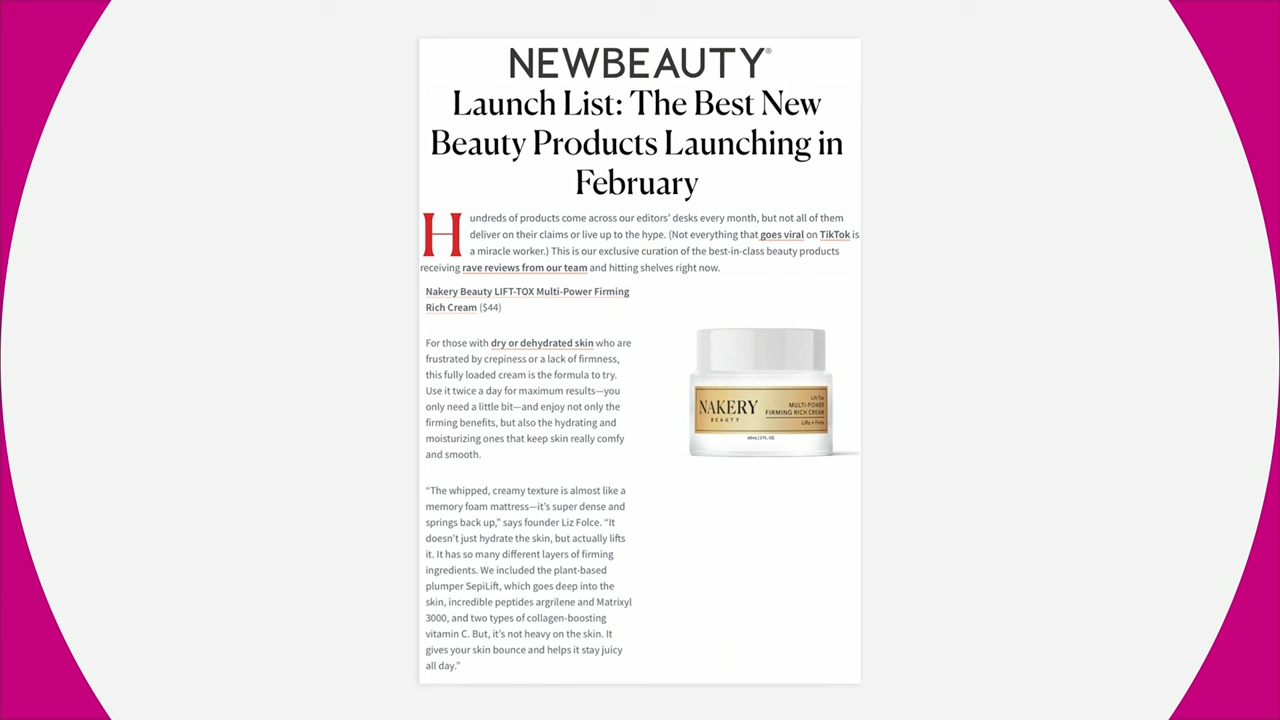 NEWBEAUTY®
Launch List: The Best New
Beauty Products Launching in
February
Hundreds of products come across our editors' desks every month, but not all of them
deliver on their claims or live up to the hype. (Not everything that goes viral on TikTok is
a miracle worker.) This is our exclusive curation of the best-in-class beauty products
receiving rave reviews from our team and hitting shelves right now.
Nakery Beauty LIFT-TOX Multi-Power Firming
Rich Cream ($44)
For those with dry or dehydrated skin who are
frustrated by crepiness or a lack of firmness,
this fully loaded cream is the formula to try.
Use it twice a day for maximum results—you
only need a little bit—and enjoy not only the
firming benefits, but also the hydrating and
moisturizing ones that keep skin really comfy
and smooth.
“The whipped, creamy texture is almost like a
memory foam mattress—it's super dense and
springs back up,” says founder Liz Folce. “It
doesn't just hydrate the skin, but actually lifts
it. It has so many different layers of firming
ingredients. We included the plant-based
plumper SepiLift, which goes deep into the
skin, incredible peptides argrilene and Matrixyl
3000, and two types of collagen-boosting
vitamin C. But, it's not heavy on the skin. It
gives your skin bounce and helps it stay juicy
all day.”
NAKERY
BEAUTY
Lift Tox
MULTI-POWER
FIRMING RICH CREAM
Lifts + Firms
60mL | 2 FL. OZ.